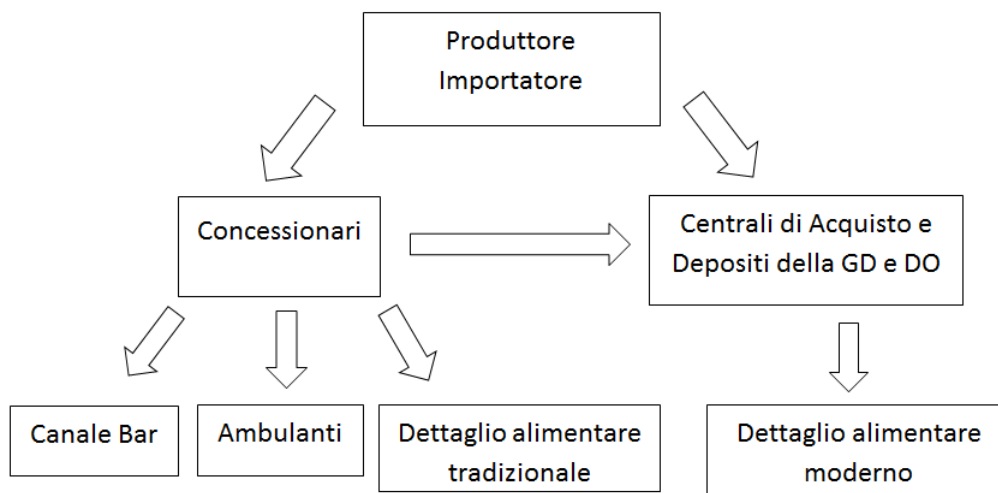 Produttore
Importatore
Concessionari
Centrali di Acquisto e
Depositi della GD e DO
Canale Bar
Ambulanti
Dettaglio alimentare
tradizionale
Dettaglio alimentare
moderno